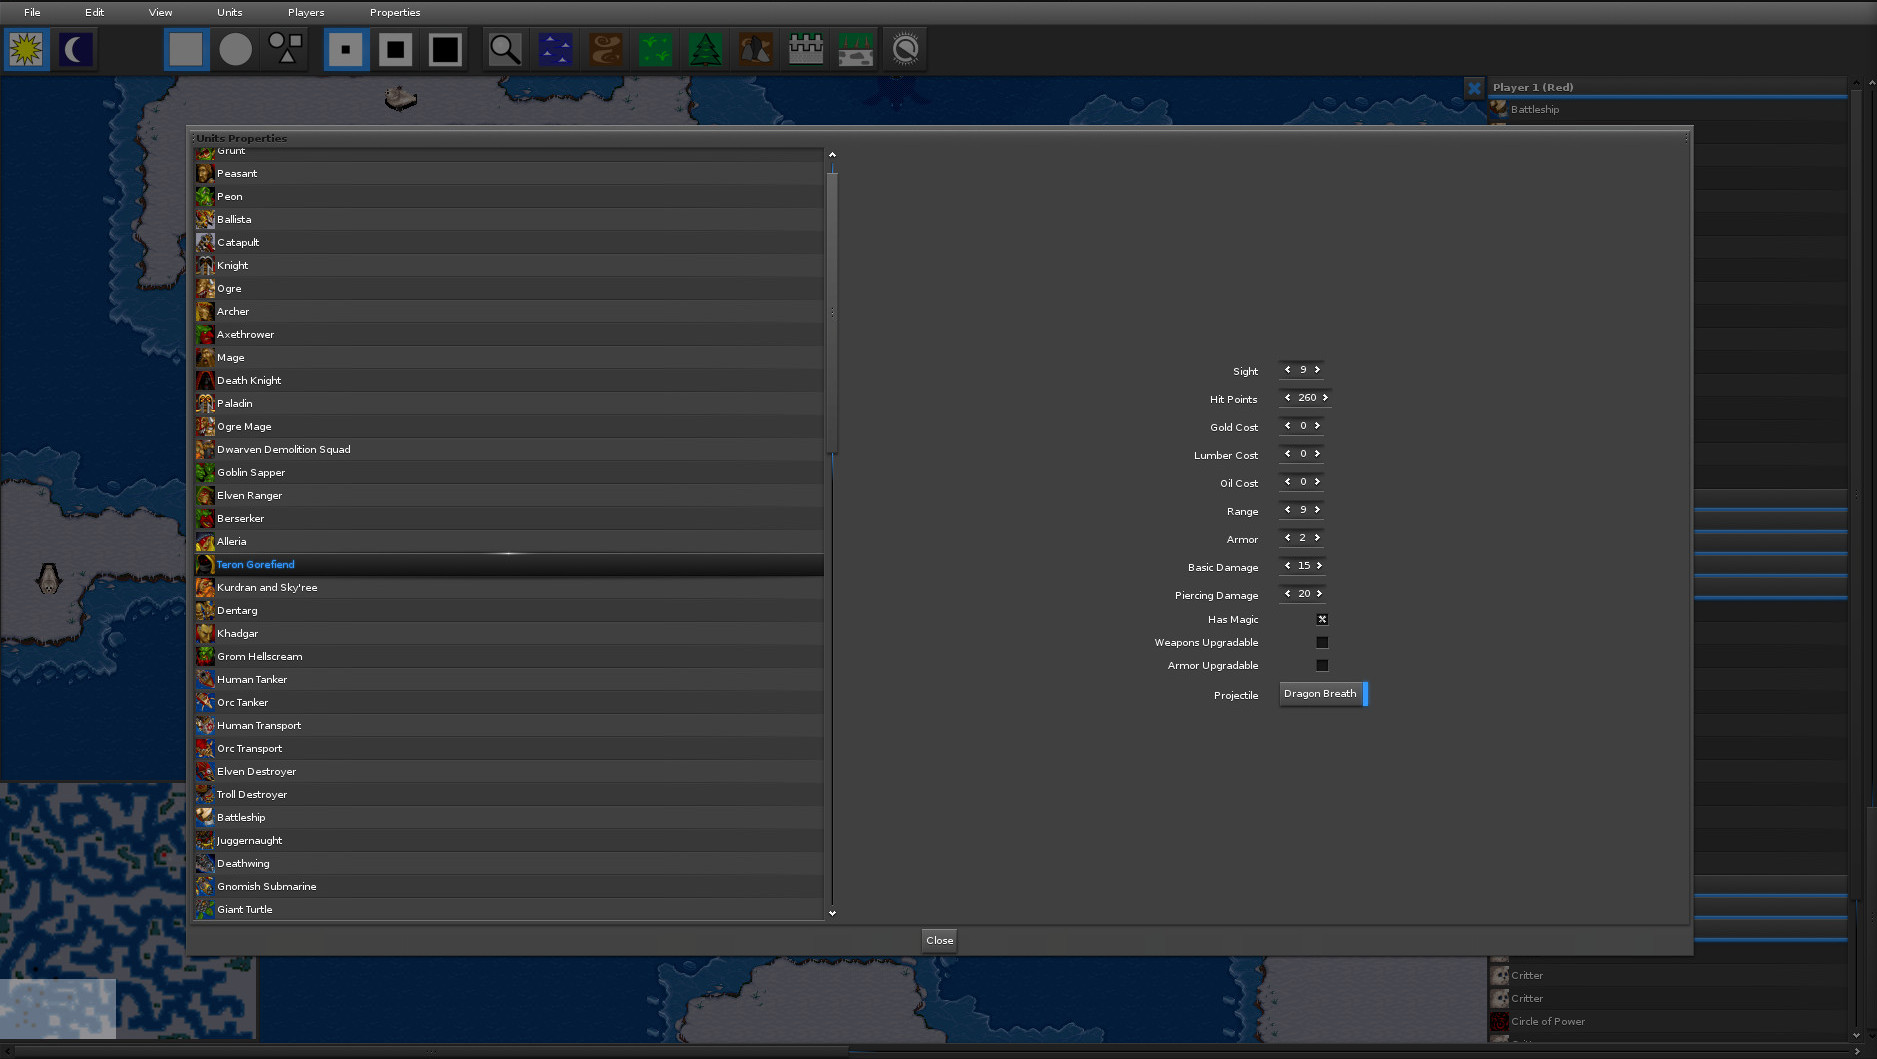 File Edit View Units Players Properties
Player 1 (Red)
Battleship
Units Properties
Grunt
Peasant
Peon
Ballista
Catapult
Knight
Ogre
Archer
Axethrower
Mage
Death Knight
Paladin
Ogre Mage
Dwarven Demolition Squad
Goblin Sapper
Elven Ranger
Berserker
Alleria
Teron Gorefiend
Kurdran and Sky'ree
Dentarg
Khadgar
Grom Hellscream
Human Tanker
Orc Tanker
Human Transport
Orc Transport
Elven Destroyer
Troll Destroyer
Battleship
Juggernaught
Deathwing
Gnomish Submarine
Giant Turtle
Sight 9
Hit Points 260
Gold Cost 0
Lumber Cost 0
Oil Cost 0
Range 9
Armor 2
Basic Damage 15
Piercing Damage 20
Has Magic
Weapons Upgradable
Armor Upgradable
Projectile Dragon Breath
Close
Critter
Critter
Circle of Power